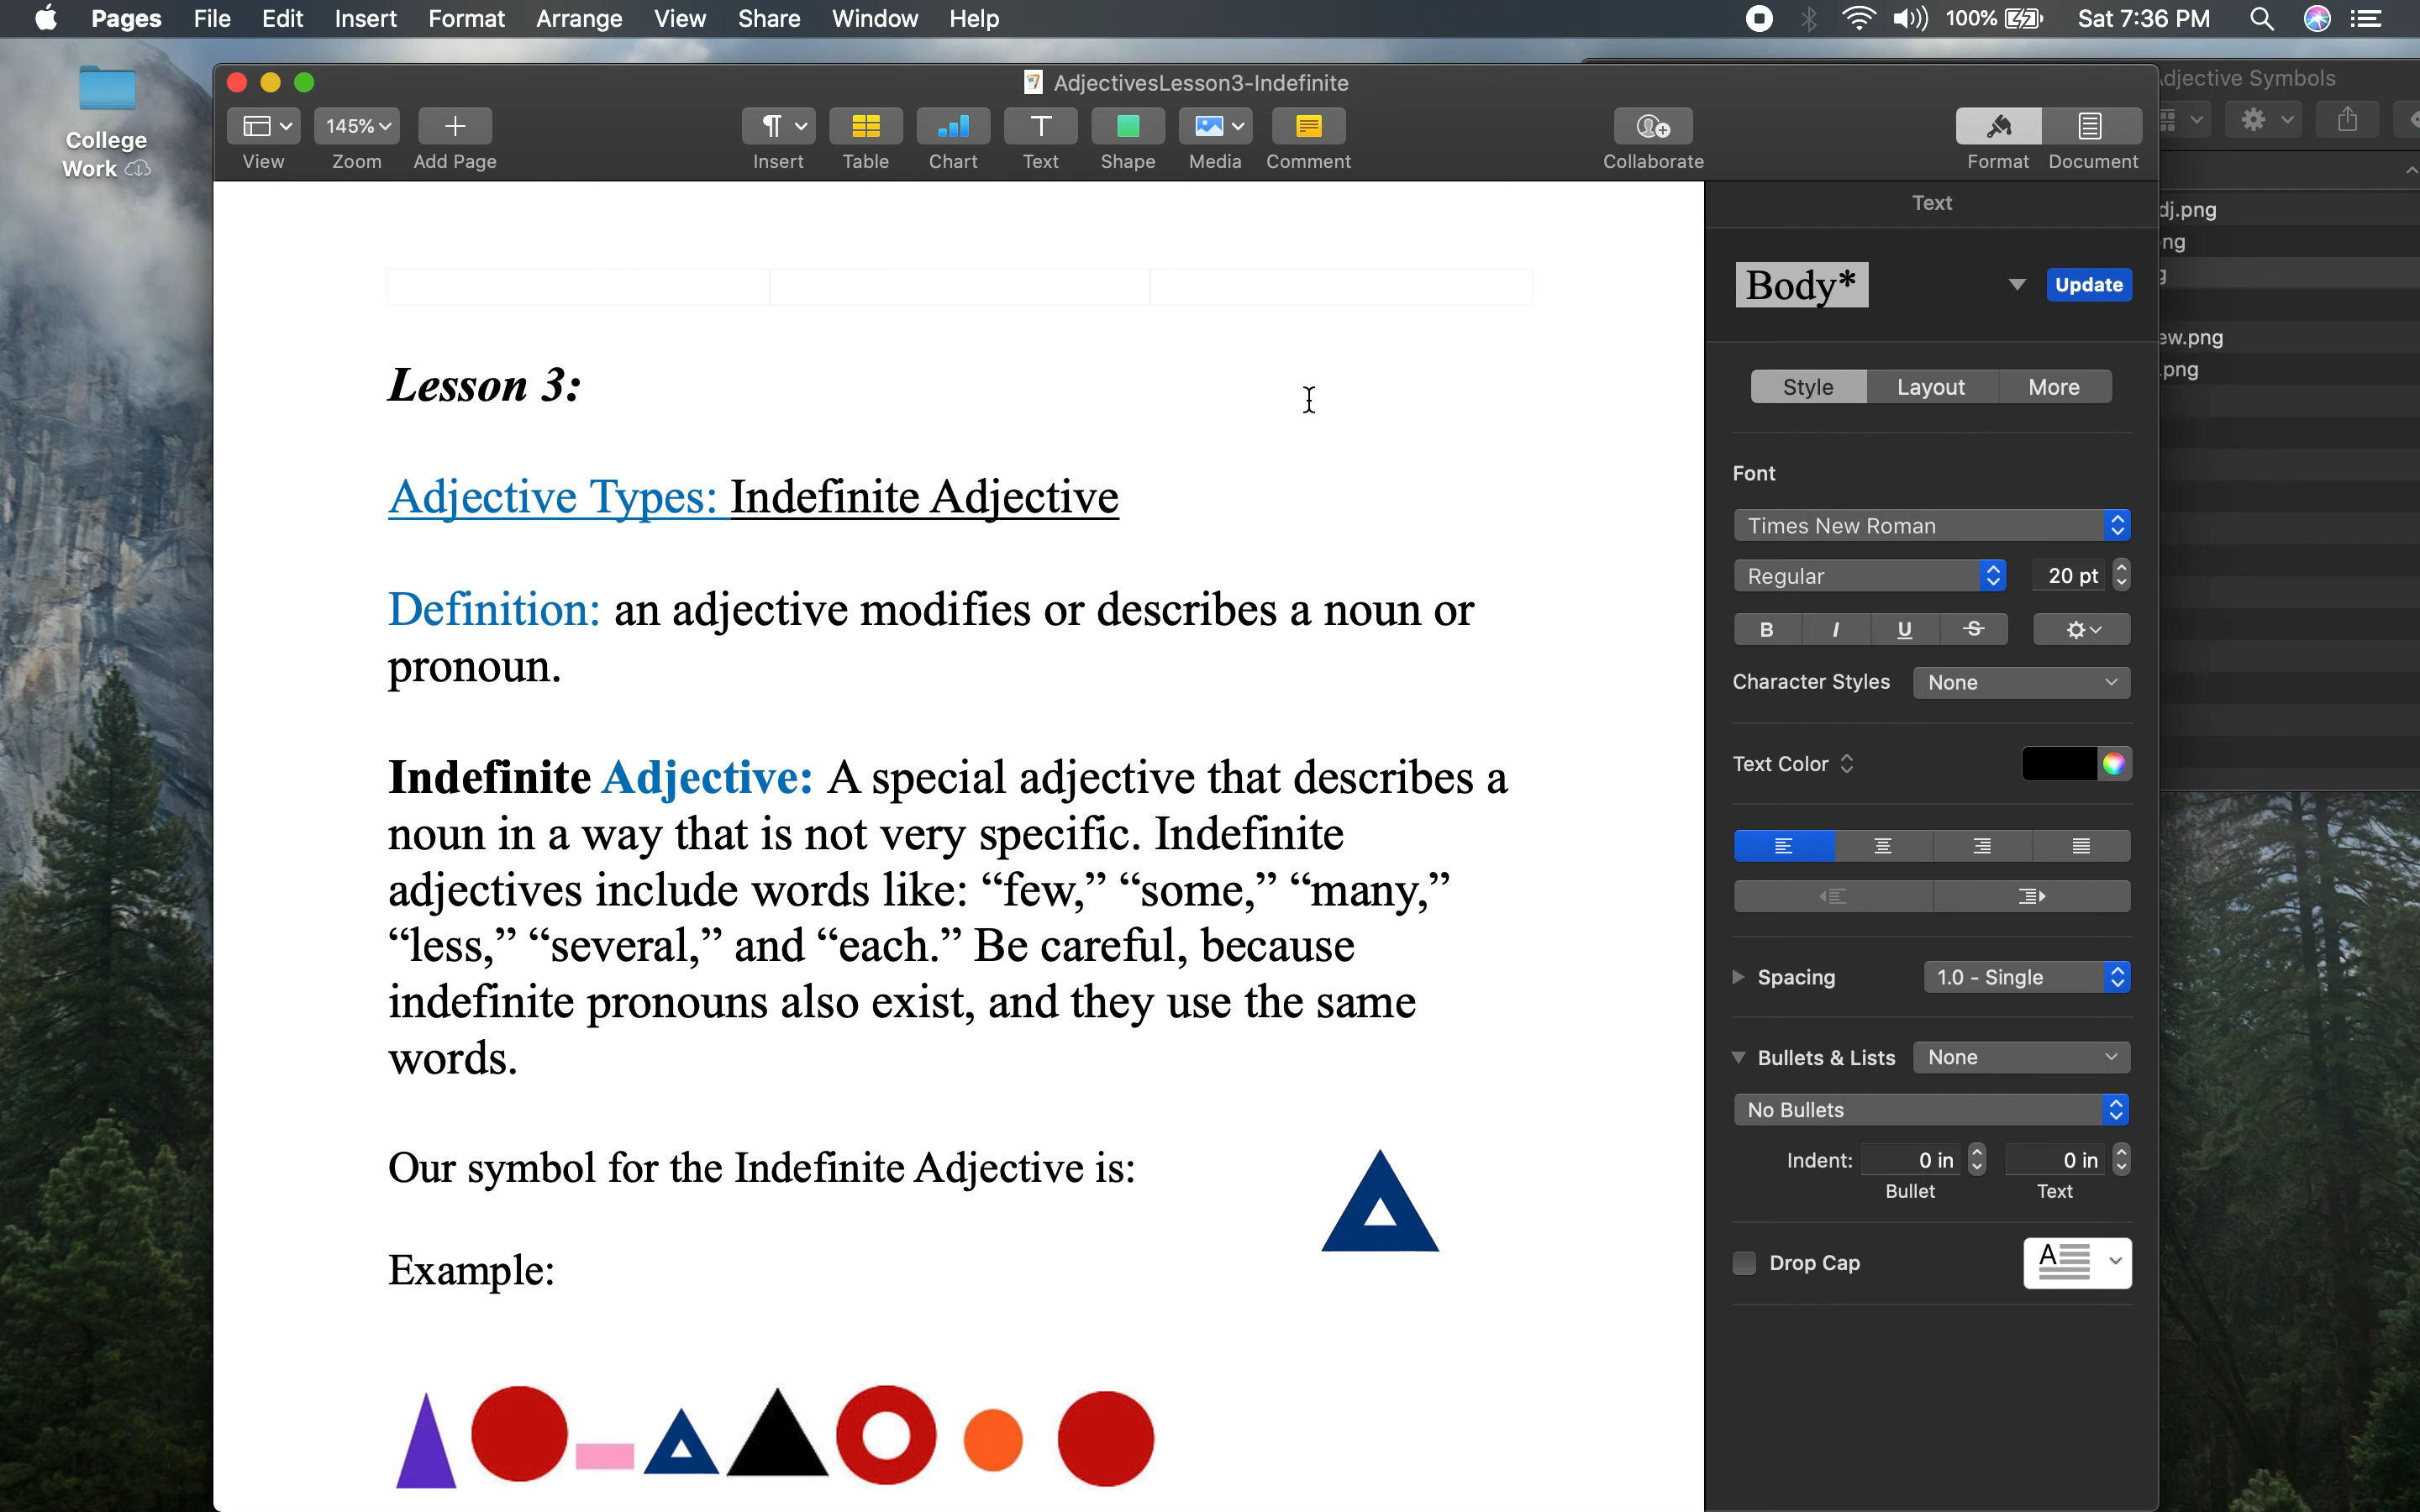 Pages File Edit Insert Format Arrange View Share Window Help 100% Sat 7:36 PM
College
Work
AdjectivesLesson3-Indefinite
djective Symbols
145%
View Zoom Add Page Insert Table Chart Text Shape Media Comment Collaborate Format Document
Text
dj.png
ng
Body* Update
ew.png
.png
Style Layout More
Lesson 3:
Font
Adjective Types: Indefinite Adjective
Times New Roman
Regular 20 pt
Definition: an adjective modifies or describes a noun or
pronoun.
B I U S
Character Styles None
Text Color
Indefinite Adjective: A special adjective that describes a
noun in a way that is not very specific. Indefinite
adjectives include words like: “few,” “some,” “many,”
“less,” “several,” and “each.” Be careful, because
indefinite pronouns also exist, and they use the same
words.
Spacing 1.0 - Single
Bullets & Lists None
No Bullets
Indent: 0 in 0 in
Bullet Text
Our symbol for the Indefinite Adjective is:
Drop Cap A
Example: